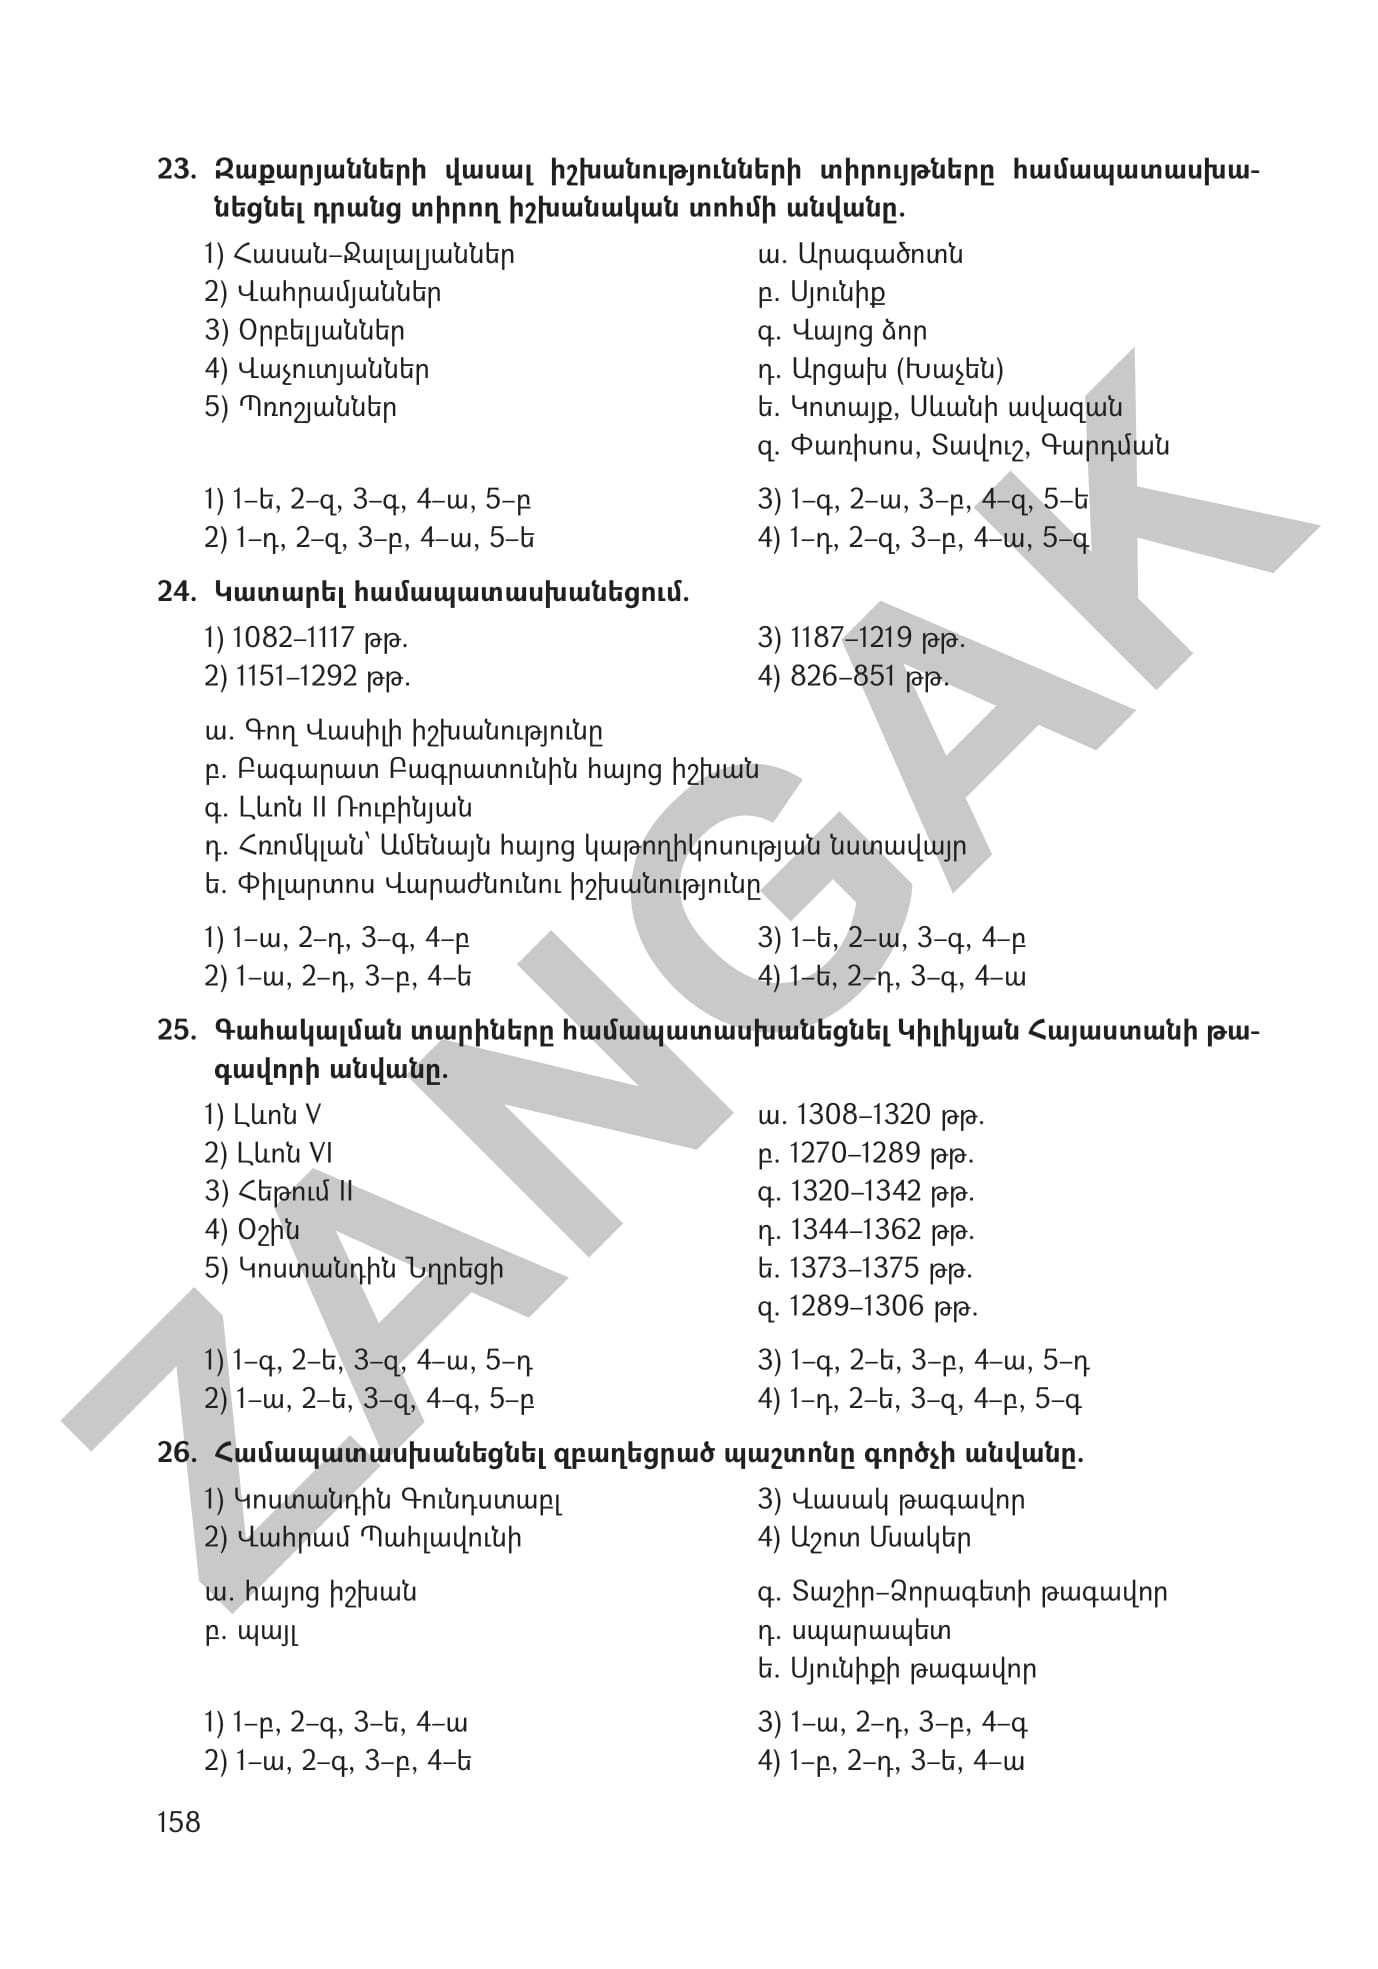 23. Զաքարյանների վասալ իշխանությունների տիրույթները համապատասխա-
նեցնել դրանց տիրող իշխանական տոհմի անվանը.
1) Հասան–Ջալալյաններ
ա. Արագածոտն
2) Վահրամյաններ
բ. Սյունիք
3) Օրբելյաններ
գ. Վայոց ձոր
4) Վաչուտյաններ
դ. Արցախ (Խաչեն)
5) Պռոշյաններ
ե. Կոտայք, Սևանի ավազան
զ. Փառիսոս, Տավուշ, Գարդման
1) 1–ե, 2–զ, 3–գ, 4–ա, 5–բ
3) 1–գ, 2–ա, 3–բ, 4–զ, 5–ե
2) 1–դ, 2–զ, 3–բ, 4–ա, 5–ե
4) 1–դ, 2–զ, 3–բ, 4–ա, 5–գ
24. Կատարել համապատասխանեցում.
1) 1082–1117 թթ.
3) 1187–1219 թթ.
2) 1151–1292 թթ.
4) 826–851 թթ.
ա. Գող Վասիլի իշխանությունը
բ. Բագարատ Բագրատունին հայոց իշխան
գ. Լևոն II Ռուբինյան
դ. Հռոմկլան՝ Ամենայն հայոց կաթողիկոսության նստավայր
ե. Փիլարտոս Վարաժնունու իշխանությունը
1) 1–ա, 2–դ, 3–գ, 4–բ
3) 1–ե, 2–ա, 3–գ, 4–բ
2) 1–ա, 2–դ, 3–բ, 4–ե
4) 1–ե, 2–դ, 3–գ, 4–ա
25. Գահակալման տարիները համապատասխանեցնել Կիլիկյան Հայաստանի թա-
գավորի անվանը.
1) Լևոն V
ա. 1308–1320 թթ.
2) Լևոն VI
բ. 1270–1289 թթ.
3) Հեթում II
գ. 1320–1342 թթ.
4) Օշին
դ. 1344–1362 թթ.
5) Կոստանդին Նղրեցի
ե. 1373–1375 թթ.
զ. 1289–1306 թթ.
1) 1–գ, 2–ե, 3–զ, 4–ա, 5–դ
3) 1–գ, 2–ե, 3–բ, 4–ա, 5–դ
2) 1–ա, 2–ե, 3–զ, 4–գ, 5–բ
4) 1–դ, 2–ե, 3–զ, 4–բ, 5–գ
26. Համապատասխանեցնել զբաղեցրած պաշտոնը գործչի անվանը.
1) Կոստանդին Գունդստաբլ
3) Վասակ թագավոր
2) Վահրամ Պահլավունի
4) Աշոտ Մսակեր
ա. հայոց իշխան
գ. Տաշիր–Ձորագետի թագավոր
բ. պայլ
դ. սպարապետ
ե. Սյունիքի թագավոր
1) 1–բ, 2–գ, 3–ե, 4–ա
3) 1–ա, 2–դ, 3–բ, 4–գ
2) 1–ա, 2–գ, 3–բ, 4–ե
4) 1–բ, 2–դ, 3–ե, 4–ա
158
ZANGAK